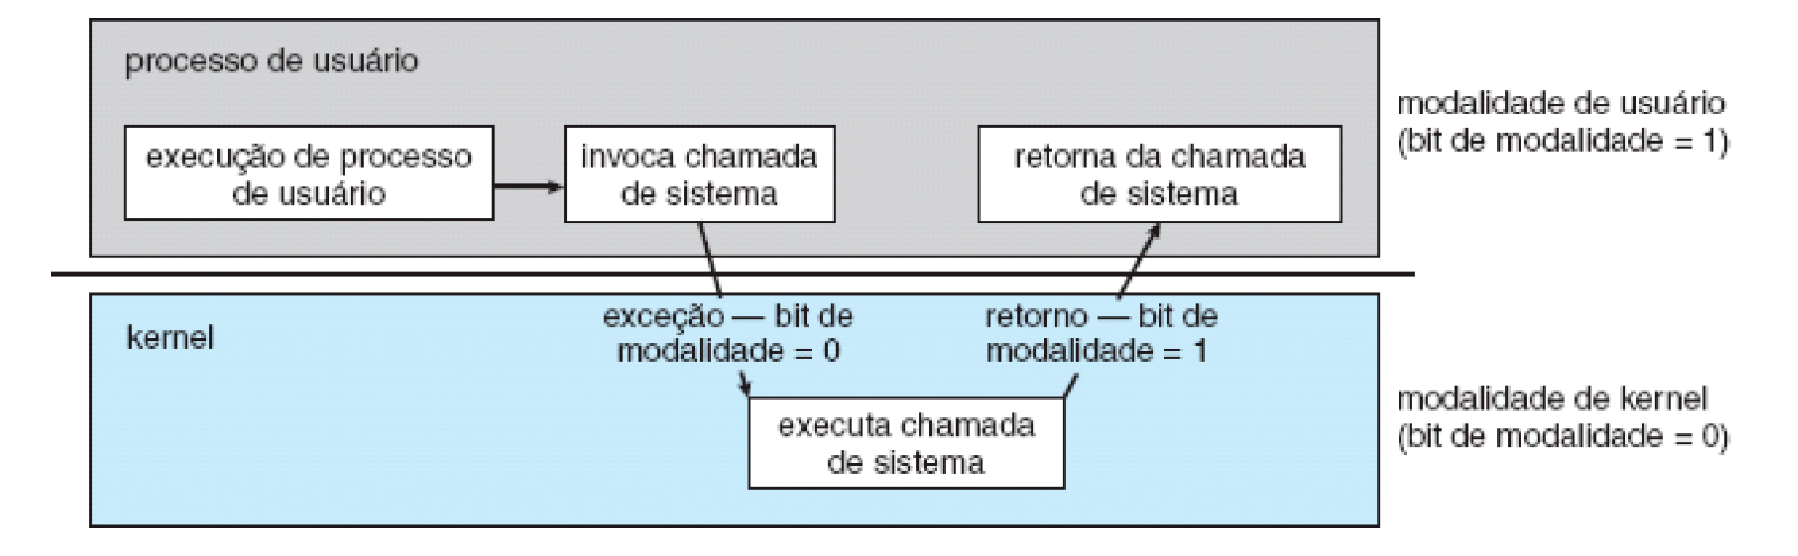 processo de usuário
execução de processo
de usuário
invoca chamada
de sistema
retorna da chamada
de sistema
modalidade de usuário
(bit de modalidade = 1)
kernel
exceção — bit de
modalidade = 0
retorno — bit de
modalidade = 1
executa chamada
de sistema
modalidade de kernel
(bit de modalidade = 0)